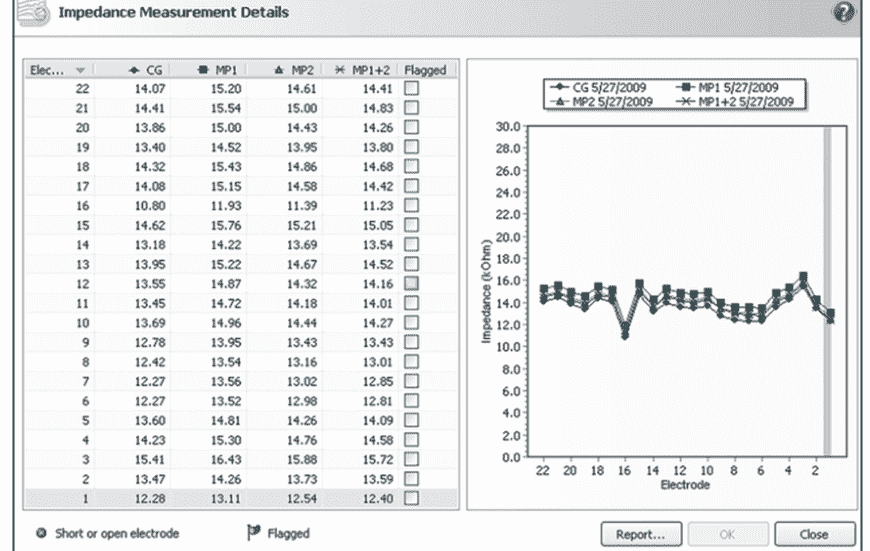 Impedance Measurement Details
?
Elec... CG MP1 MP2 MP1+2 Flagged
22 14.07 15.20 14.61 14.41
21 14.41 15.54 15.00 14.83
20 13.86 15.00 14.43 14.26
19 13.40 14.52 13.95 13.80
18 14.32 15.43 14.86 14.68
17 14.08 15.15 14.58 14.42
16 10.80 11.93 11.39 11.23
15 14.62 15.76 15.21 15.05
14 13.18 14.22 13.69 13.54
13 13.95 15.22 14.67 14.52
12 13.55 14.87 14.32 14.16
11 13.45 14.72 14.18 14.01
10 13.69 14.96 14.44 14.27
9 12.78 13.95 13.43 13.43
8 12.42 13.54 13.16 13.01
7 12.27 13.56 13.02 12.85
6 12.27 13.52 12.98 12.81
5 13.60 14.81 14.26 14.09
4 14.23 15.30 14.76 14.58
3 15.41 16.43 15.88 15.72
2 13.47 14.26 13.73 13.59
1 12.28 13.11 12.54 12.40
Short or open electrode Flagged
CG 5/27/2009 MP1 5/27/2009
MP2 5/27/2009 MP1+2 5/27/2009
Impedance (kOhm)
30.0
28.0
26.0
24.0
22.0
20.0
18.0
16.0
14.0
12.0
10.0
8.0
6.0
4.0
2.0
0.0
22 20 18 16 14 12 10 8 6 4 2
Electrode
Report... OK Close